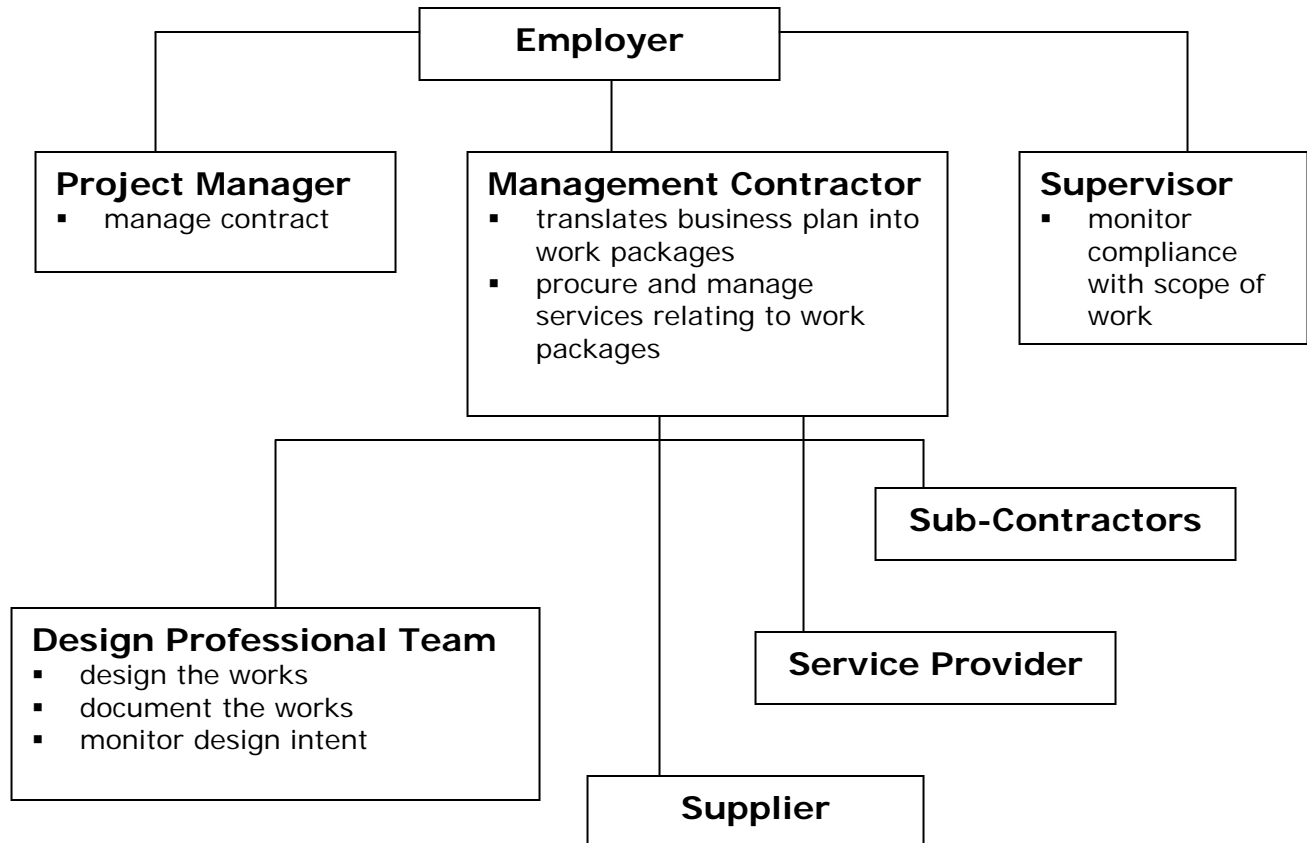 Employer
Project Manager
▪ manage contract
Management Contractor
▪ translates business plan into
work packages
▪ procure and manage
services relating to work
packages
Supervisor
▪ monitor
compliance
with scope of
work
Sub-Contractors
Design Professional Team
▪ design the works
▪ document the works
▪ monitor design intent
Service Provider
Supplier